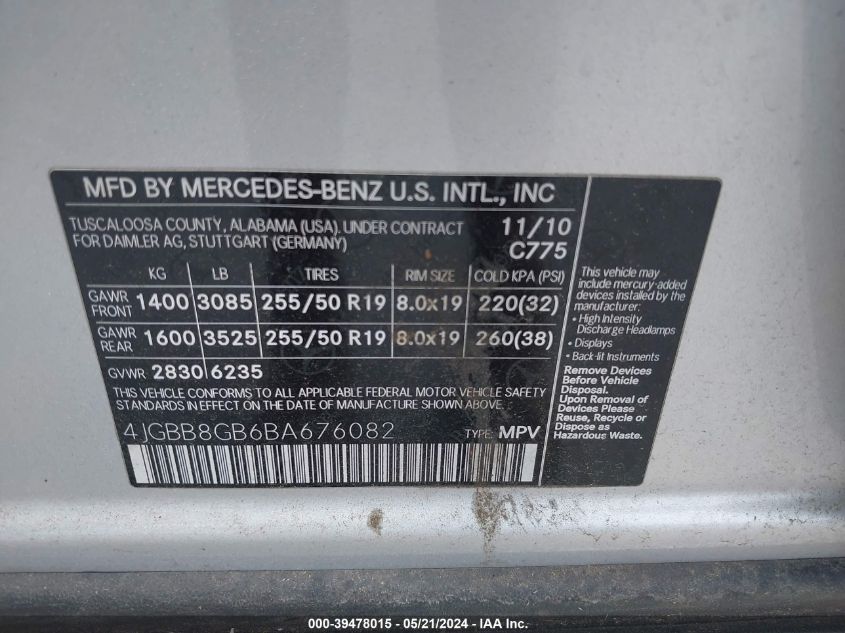 MFD BY MERCEDES-BENZ U.S. INTL., INC
TUSCALOOSA COUNTY, ALABAMA (USA). UNDER CONTRACT
FOR DAIMLER AG, STUTTGART (GERMANY)
11/10
C775
KG LB TIRES RIM SIZE COLD KPA (PSI)
GAWR FRONT 1400 3085 255/50 R19 8.0x19 220(32)
GAWR REAR 1600 3525 255/50 R19 8.0x19 260(38)
GVWR 2830 6235
THIS VEHICLE CONFORMS TO ALL APPLICABLE FEDERAL MOTOR VEHICLE SAFETY
STANDARDS IN EFFECT ON THE DATE OF MANUFACTURE SHOWN ABOVE.
4JGBB8GB6BA676082 TYPE: MPV
This vehicle may
include mercury-added
devices installed by the
manufacturer:
• High Intensity
Discharge Headlamps
• Displays
• Back-lit Instruments
Remove Devices
Before Vehicle
Disposal.
Upon Removal of
Devices Please
Reuse, Recycle or
Dispose as
Hazardous Waste.
000-39478015 - 05/21/2024 - IAA Inc.